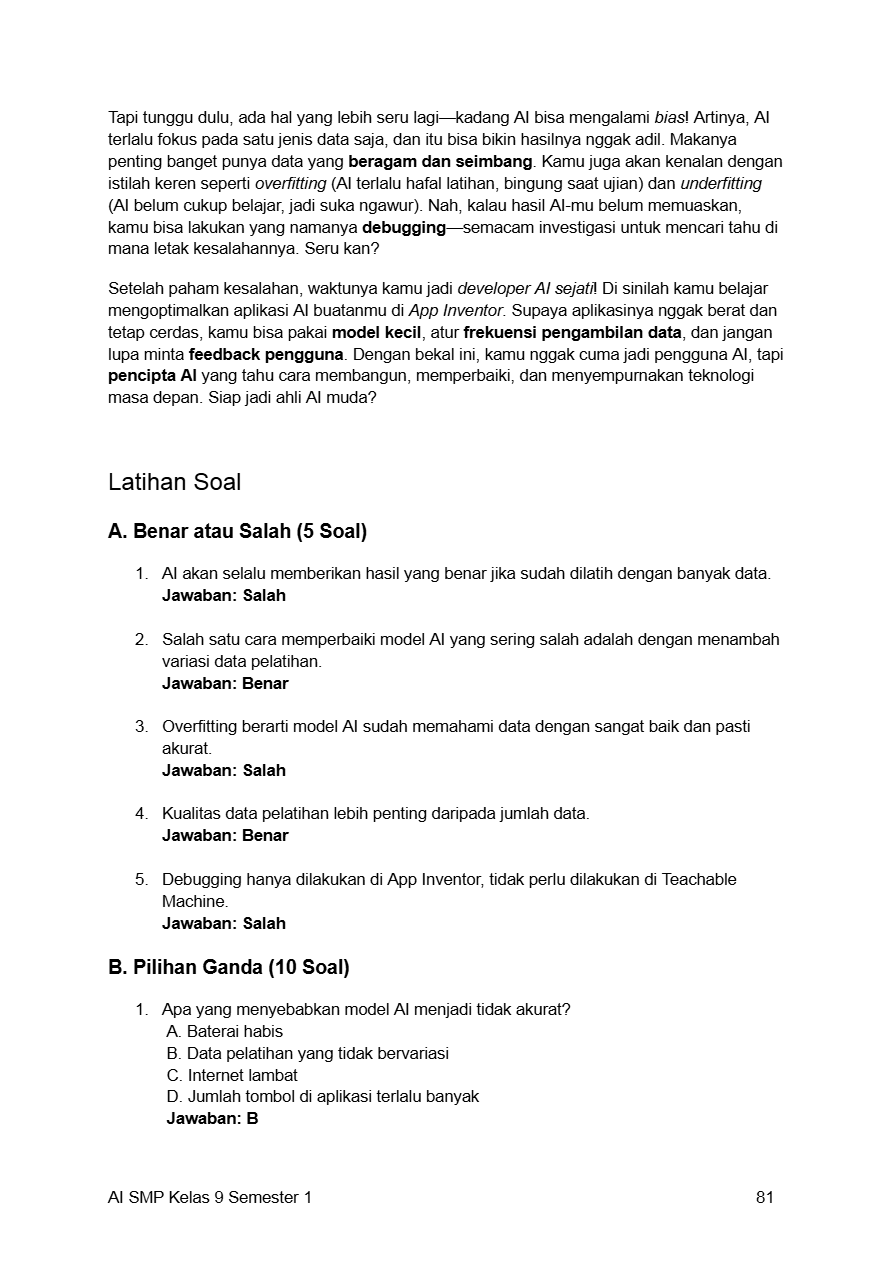 Tapi tunggu dulu, ada hal yang lebih seru lagi—kadang AI bisa mengalami bias! Artinya, AI
terlalu fokus pada satu jenis data saja, dan itu bisa bikin hasilnya nggak adil. Makanya
penting banget punya data yang beragam dan seimbang. Kamu juga akan kenalan dengan
istilah keren seperti overfitting (AI terlalu hafal latihan, bingung saat ujian) dan underfitting
(AI belum cukup belajar, jadi suka ngawur). Nah, kalau hasil AI-mu belum memuaskan,
kamu bisa lakukan yang namanya debugging—semacam investigasi untuk mencari tahu di
mana letak kesalahannya. Seru kan?
Setelah paham kesalahan, waktunya kamu jadi developer AI sejati! Di sinilah kamu belajar
mengoptimalkan aplikasi AI buatanmu di App Inventor. Supaya aplikasinya nggak berat dan
tetap cerdas, kamu bisa pakai model kecil, atur frekuensi pengambilan data, dan jangan
lupa minta feedback pengguna. Dengan bekal ini, kamu nggak cuma jadi pengguna AI, tapi
pencipta AI yang tahu cara membangun, memperbaiki, dan menyempurnakan teknologi
masa depan. Siap jadi ahli AI muda?
Latihan Soal
A. Benar atau Salah (5 Soal)
1. AI akan selalu memberikan hasil yang benar jika sudah dilatih dengan banyak data.
Jawaban: Salah
2. Salah satu cara memperbaiki model AI yang sering salah adalah dengan menambah
variasi data pelatihan.
Jawaban: Benar
3. Overfitting berarti model AI sudah memahami data dengan sangat baik dan pasti
akurat.
Jawaban: Salah
4. Kualitas data pelatihan lebih penting daripada jumlah data.
Jawaban: Benar
5. Debugging hanya dilakukan di App Inventor, tidak perlu dilakukan di Teachable
Machine.
Jawaban: Salah
B. Pilihan Ganda (10 Soal)
1. Apa yang menyebabkan model AI menjadi tidak akurat?
A. Baterai habis
B. Data pelatihan yang tidak bervariasi
C. Internet lambat
D. Jumlah tombol di aplikasi terlalu banyak
Jawaban: B
AI SMP Kelas 9 Semester 1 81